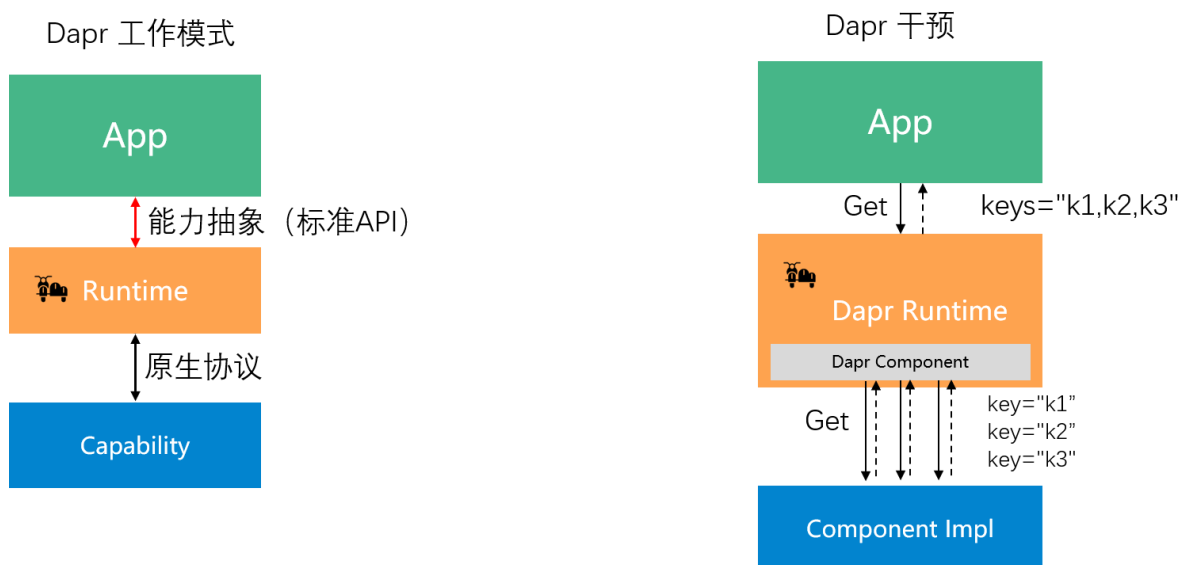 Dapr 工作模式
App
能力抽象（标准API）
Runtime
原生协议
Capability
Dapr 干预
App
Get
keys="k1,k2,k3"
Dapr Runtime
Dapr Component
Get
key="k1”
key="k2”
key="k3"
Component Impl